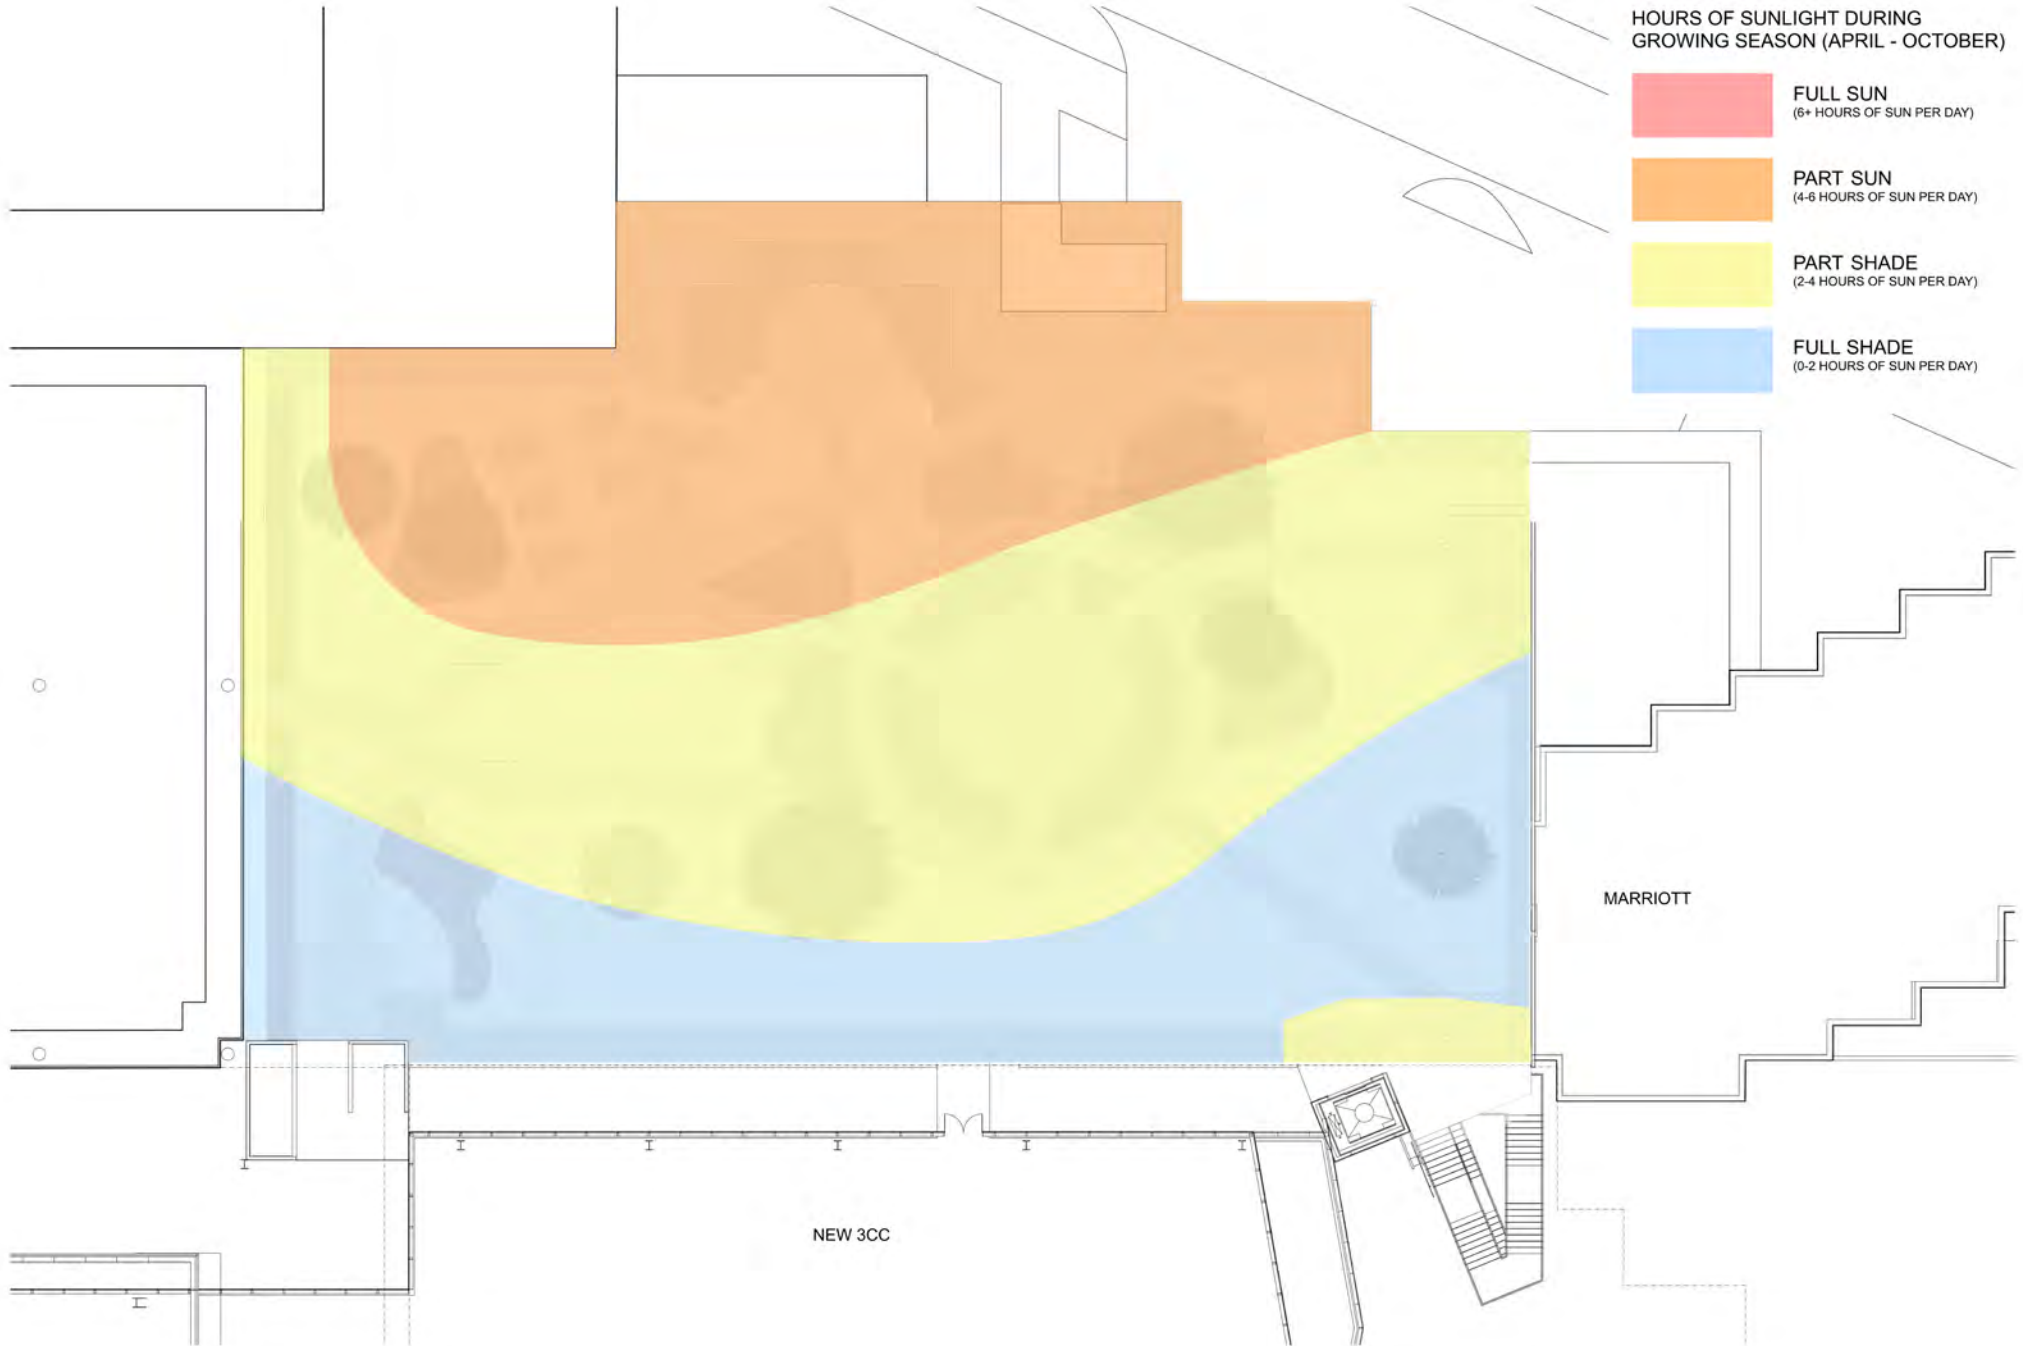 HOURS OF SUNLIGHT DURING
GROWING SEASON (APRIL - OCTOBER)
FULL SUN
(6+ HOURS OF SUN PER DAY)
PART SUN
(4-6 HOURS OF SUN PER DAY)
PART SHADE
(2-4 HOURS OF SUN PER DAY)
FULL SHADE
(0-2 HOURS OF SUN PER DAY)
MARRIOTT
NEW 3CC